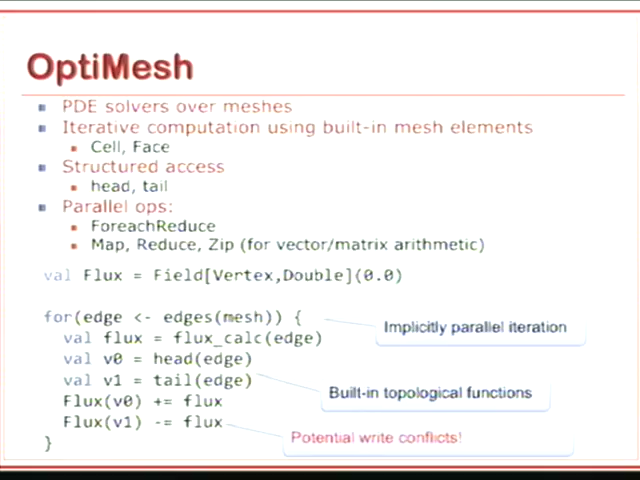 OptiMesh
PDE solvers over meshes
Iterative computation using built-in mesh elements
Cell, Face
Structured access
head, tail
Parallel ops:
ForeachReduce
Map, Reduce, Zip (for vector/matrix arithmetic)
val Flux = Field[Vertex,Double](0.0)
for(edge <- edges(mesh)) {
val flux = flux_calc(edge)
val v0 = head(edge)
val v1 = tail(edge)
Flux(v0) += flux
Flux(v1) -= flux
}
Implicitly parallel iteration
Built-in topological functions
Potential write conflicts!